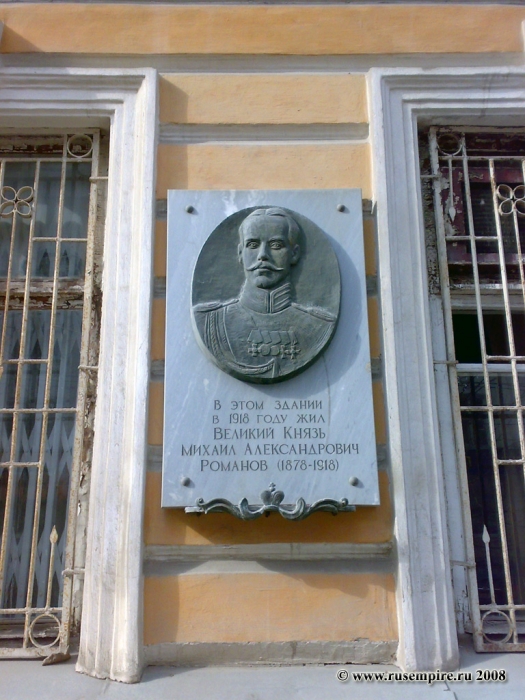 В ЭТОМ ЗДАНИИ
В 1918 ГОДУ ЖИЛ
ВЕЛИКИЙ КНЯЗЬ
МИХАИЛ АЛЕКСАНДРОВИЧ
РОМАНОВ (1878-1918)
© www.rusempire.ru 2008